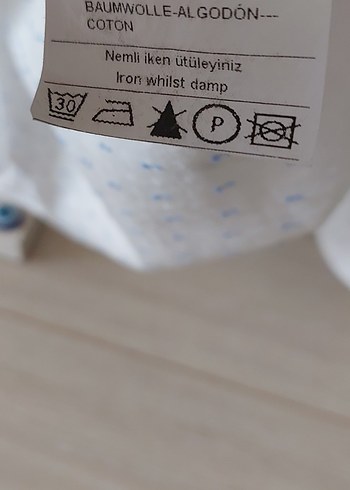 BAUMWOLLE-ALGODÓN---
COTON
Nemli iken ütüleyiniz
Iron whilst damp
30 P